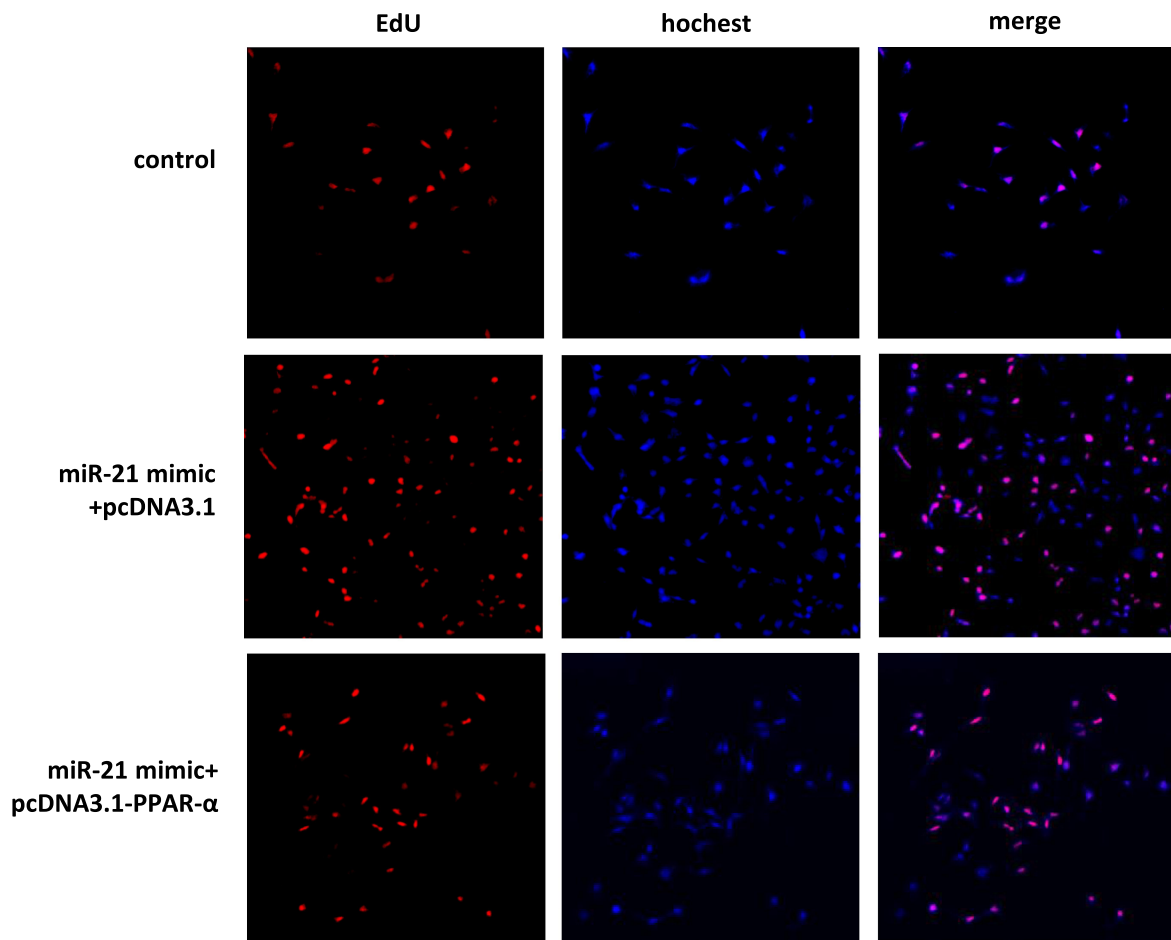 EdU hochest merge
control
miR-21 mimic
+pcDNA3.1
miR-21 mimic+
pcDNA3.1-PPAR-α